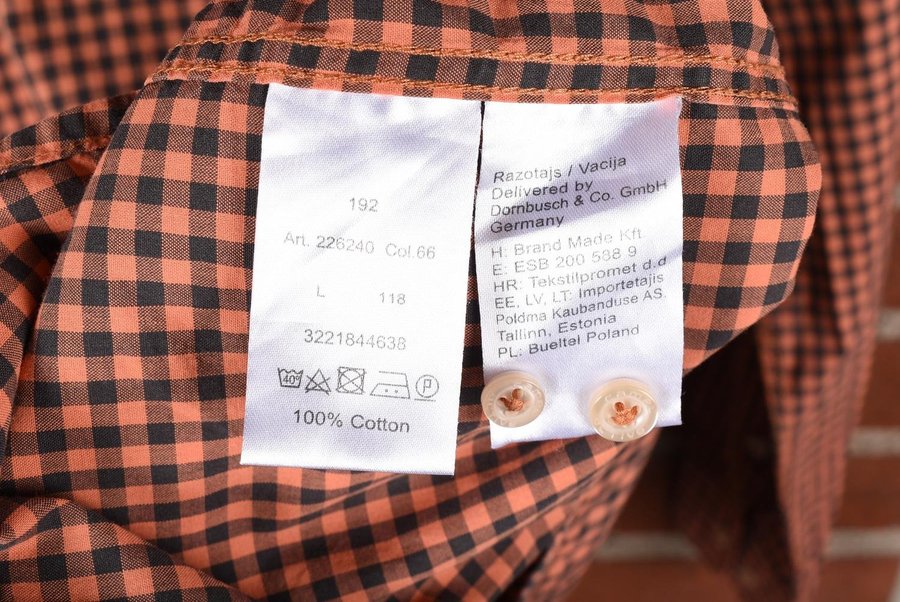 192
Art. 226240 Col.66
L 118
3221844638
40°
P
100% Cotton
Razotajs / Vacija
Delivered by
Dornbusch & Co. GmbH
Germany
H: Brand Made Kft
E: ESB 200 588 9
HR: Tekstilpromet d.d
EE, LV, LT: Importetajis
Poldma Kaubanduse AS.
Tallinn, Estonia
PL: Bueltel Poland